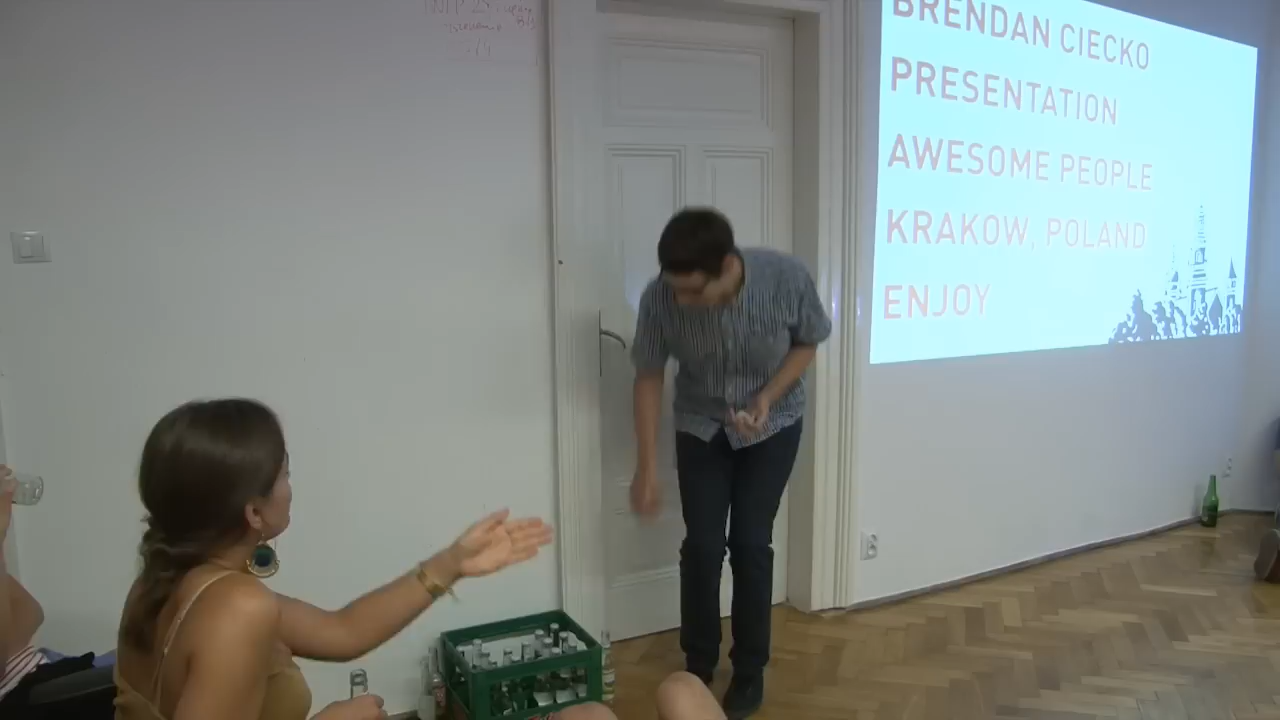 BRENDAN CIECKO
PRESENTATION
AWESOME PEOPLE
KRAKOW, POLAND
ENJOY